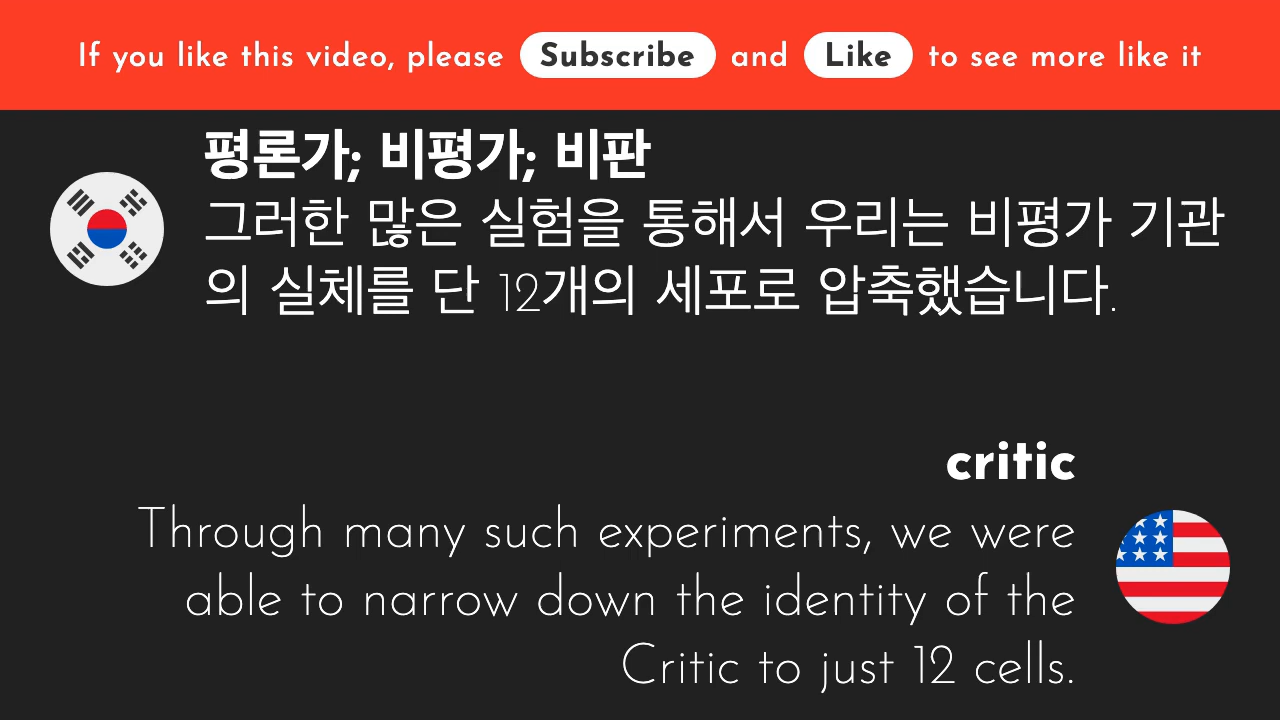 If you like this video, please Subscribe and Like to see more like it
평론가; 비평가; 비판
그러한 많은 실험을 통해서 우리는 비평가 기관
의 실체를 단 12개의 세포로 압축했습니다.
critic
Through many such experiments, we were
able to narrow down the identity of the
Critic to just 12 cells.